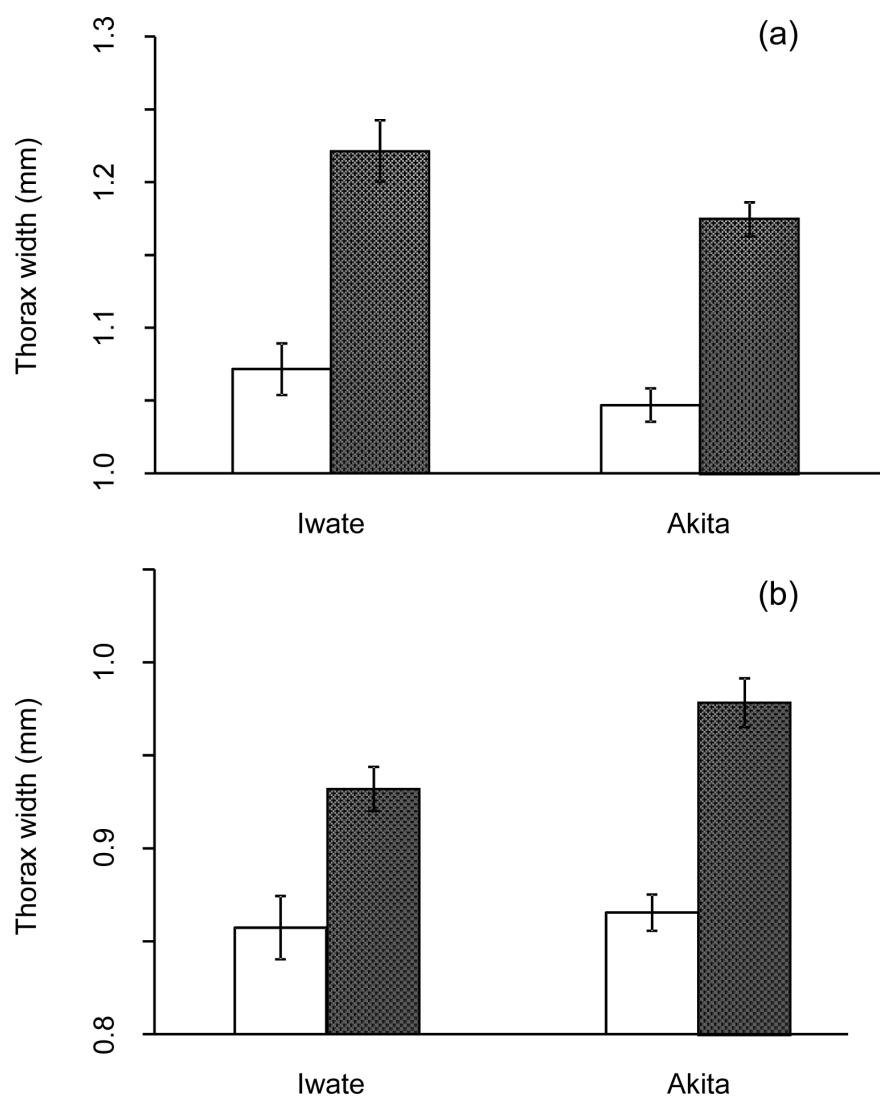 (a)
Thorax width (mm)
1.3
1.2
1.1
1.0
Iwate Akita
(b)
Thorax width (mm)
1.0
0.9
0.8
Iwate Akita